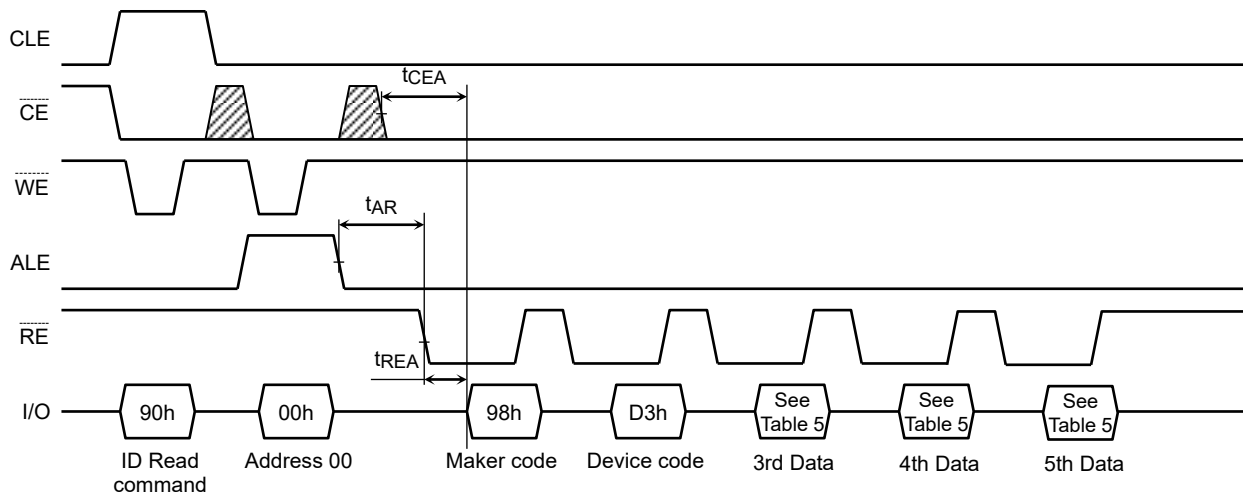 CLE
tCEA
CE
WE
tAR
ALE
RE
tREA
I/O
90h
00h
98h
D3h
See
Table 5
See
Table 5
See
Table 5
ID Read
command
Address 00
Maker code
Device code
3rd Data
4th Data
5th Data